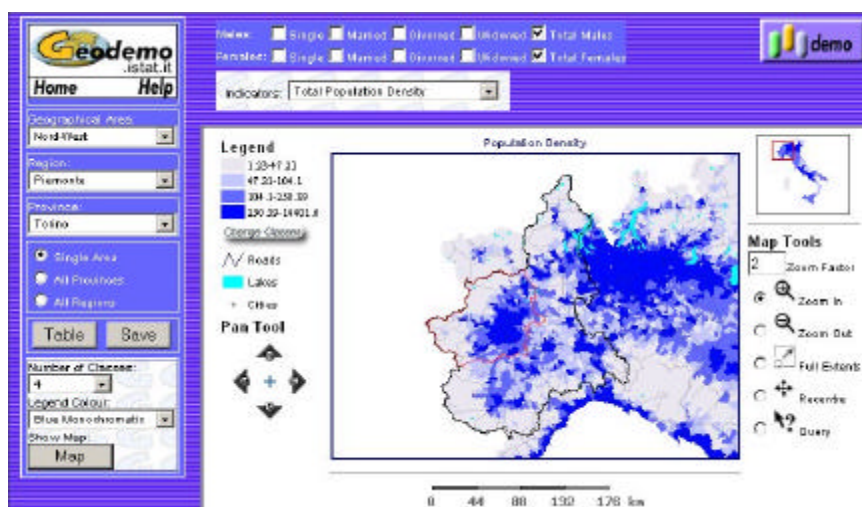 Males: Single Married Divorced Widowed Total Males
Females: Single Married Divorced Widowed Total Females
Indicators: Total Population Density
Geodemo
.istat.it
Home Help
Geographical Area:
Nord-West
Region:
Piemonte
Province:
Torino
Single Area
All Provinces
All Regions
Table Save
Number of Classes:
4
Legend Colour:
Blue Monochromatic
Show Map:
Map
demo
Legend
Change Classes
Roads
Lakes
Cities
Pan Tool
Population Density
0 44 88 132 176 km
Map Tools
2 Zoom Factor
Zoom In
Zoom Out
Full Extents
Recentre
Query